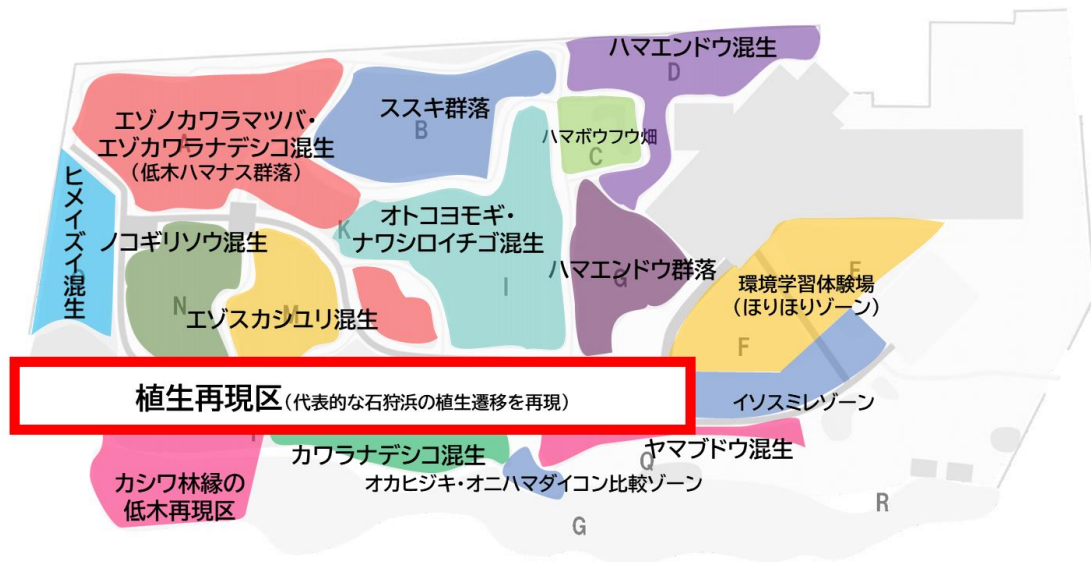 ハマエンドウ混生
D
エゾノカワラマツバ・
エゾカワラナデシコ混生
(低木ハマナス群落)
A
ススキ群落
B
ハマボウフウ畑
C
ヒメイズイ混生
ノコギリソウ混生
N
K
オトコヨモギ・
ナワシロイチゴ混生
I
ハマエンドウ群落
G
環境学習体験場
(ほりほりゾーン)
F
F
エゾスカシユリ混生
M
植生再現区(代表的な石狩浜の植生遷移を再現)
イソスミレゾーン
カワラナデシコ混生
ヤマブドウ混生
Q
カシワ林縁の
低木再現区
オカヒジキ・オニハマダイコン比較ゾーン
G
R